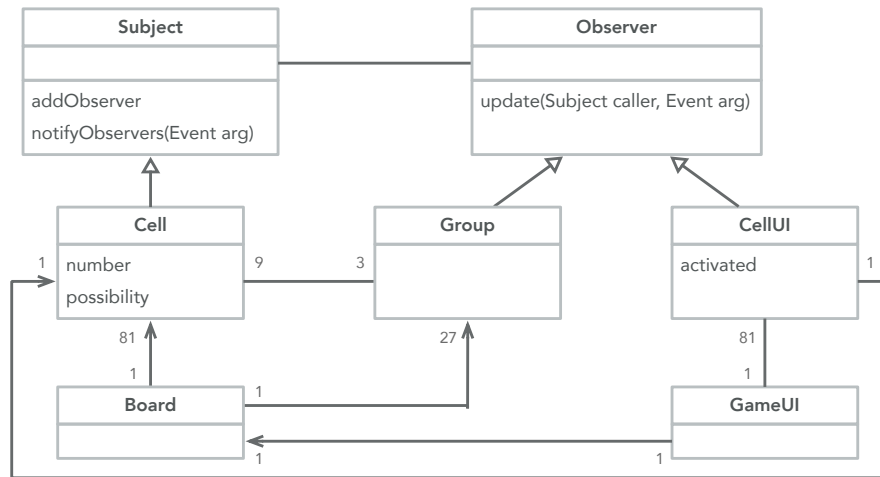 Subject
Observer
addObserver
notifyObservers(Event arg)
update(Subject caller, Event arg)
Cell
Group
CellUI
1
number
possibility
9
3
activated
1
81
27
81
1
1
1
Board
GameUI
1
1